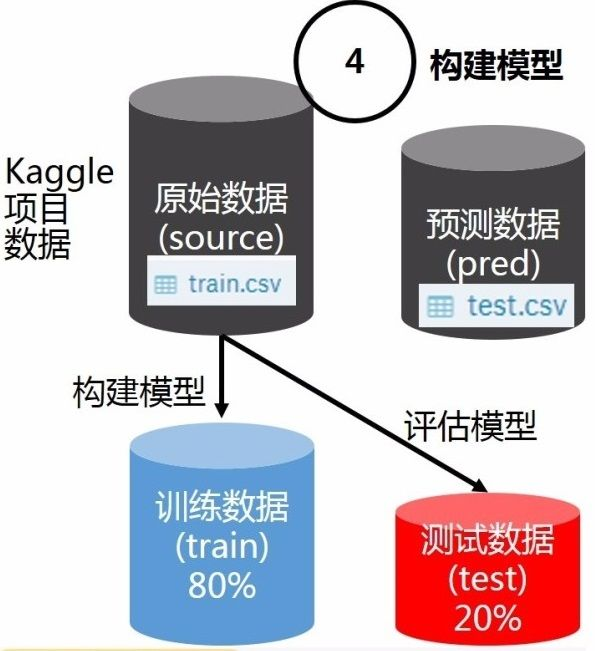 4
构建模型
Kaggle
项目
数据
原始数据
(source)
train.csv
预测数据
(pred)
test.csv
构建模型
评估模型
训练数据
(train)
80%
测试数据
(test)
20%